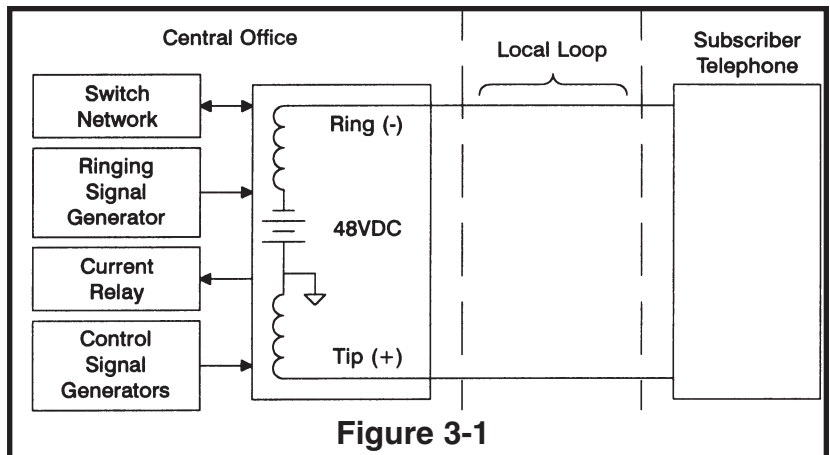 Central Office
Local Loop
Subscriber
Telephone
Switch
Network
Ringing
Signal
Generator
Current
Relay
Control
Signal
Generators
Ring (-)
48VDC
Tip (+)
Figure 3-1